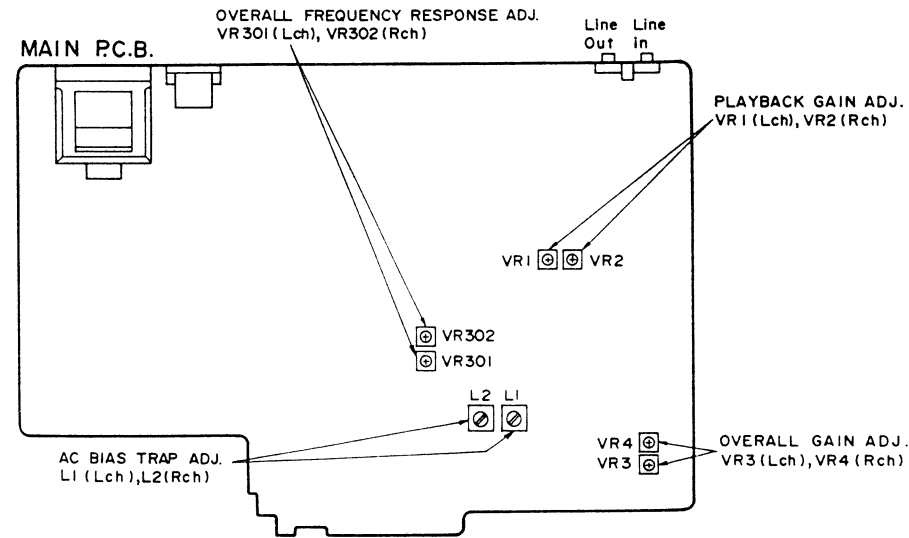 OVERALL FREQUENCY RESPONSE ADJ.
VR301(Lch), VR302(Rch)
Line Out
Line in
MAIN P.C.B.
PLAYBACK GAIN ADJ.
VR1(Lch), VR2(Rch)
VR1
VR2
VR302
VR301
L2 L1
AC BIAS TRAP ADJ.
L1(Lch),L2(Rch)
VR4
VR3
OVERALL GAIN ADJ.
VR3(Lch), VR4(Rch)